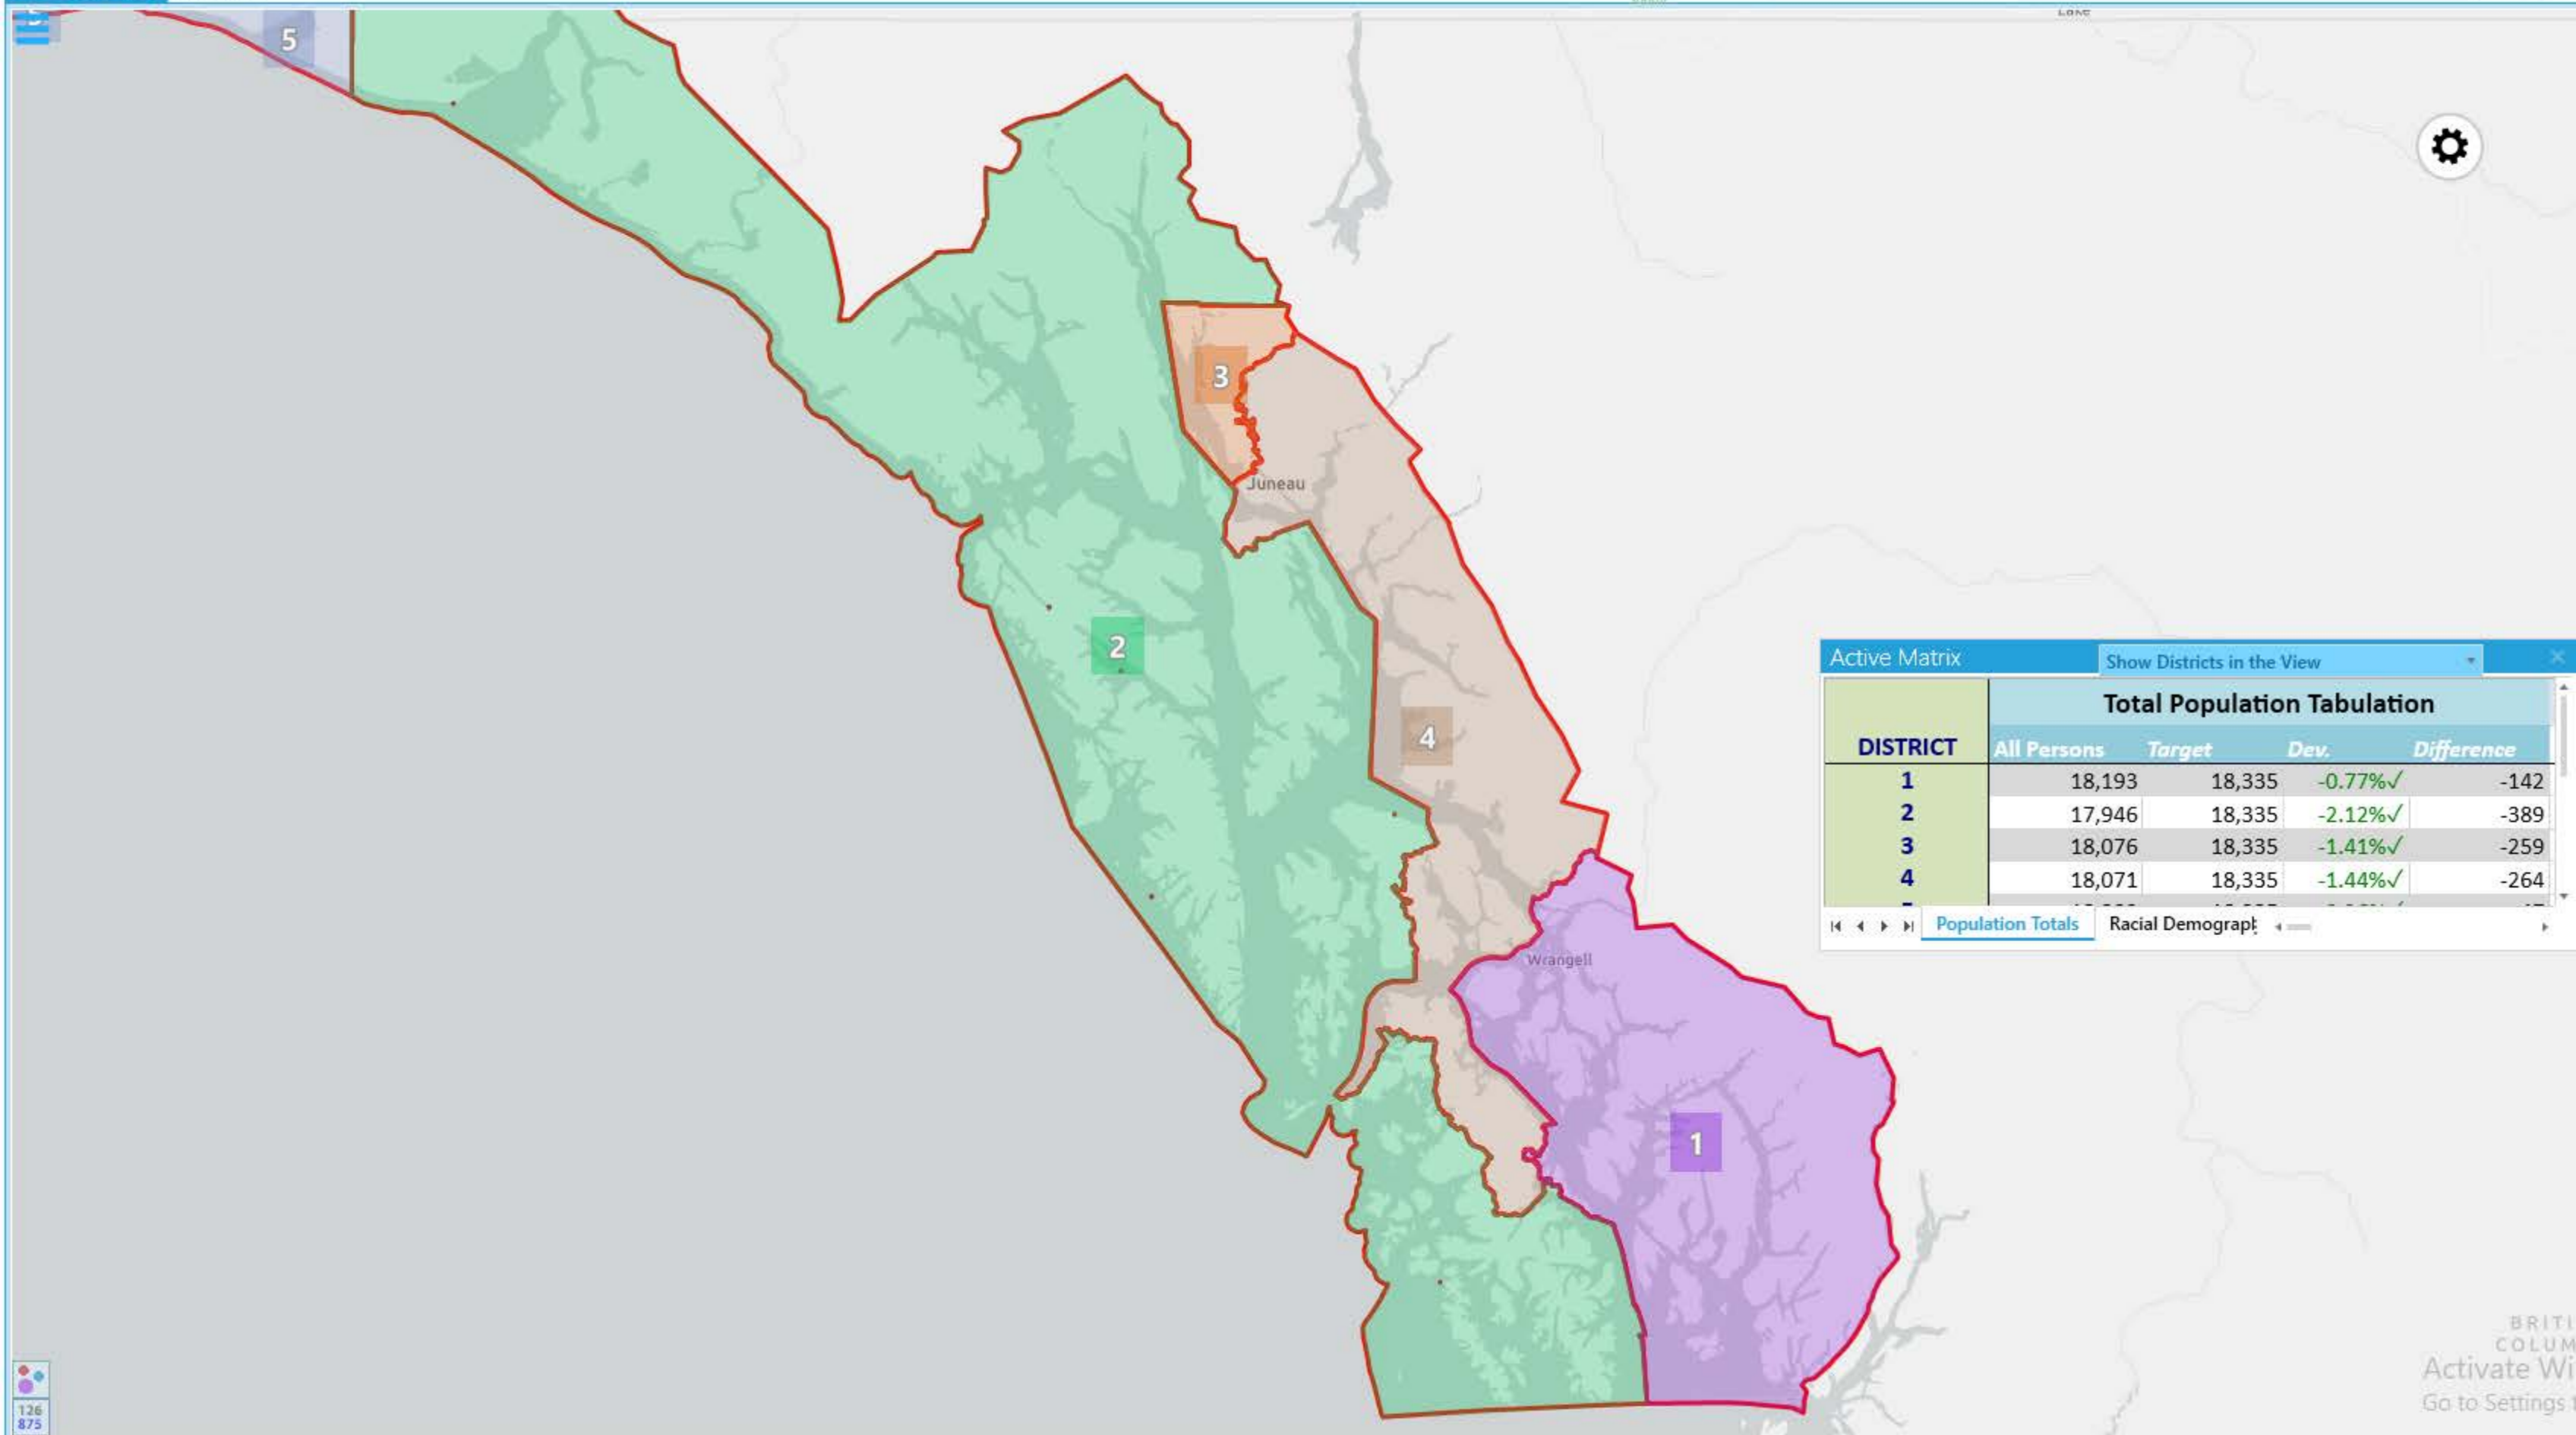 Lake
5
3
Juneau
2
4
Wrangell
1
Active Matrix
Show Districts in the View
Total Population Tabulation
DISTRICT All Persons Target Dev. Difference
1 18,193 18,335 -0.77%✓ -142
2 17,946 18,335 -2.12%✓ -389
3 18,076 18,335 -1.41%✓ -259
4 18,071 18,335 -1.44%✓ -264
Population Totals Racial Demograph
BRITI
COLUM
Activate Wi
Go to Settings t
126
875